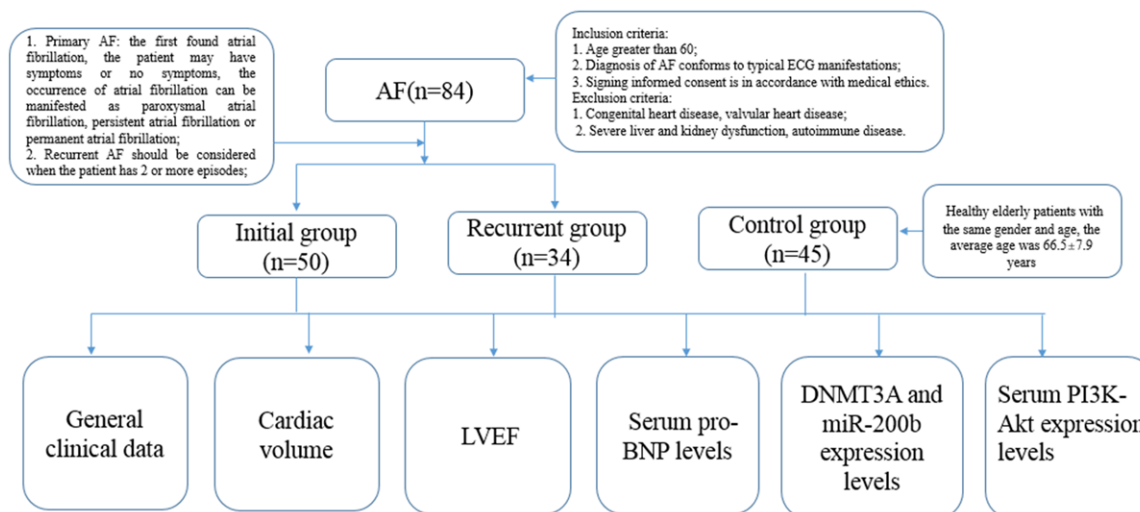 1. Primary AF: the first found atrial
fibrillation, the patient may have
symptoms or no symptoms, the
occurrence of atrial fibrillation can be
manifested as paroxysmal atrial
fibrillation, persistent atrial fibrillation or
permanent atrial fibrillation;
2. Recurrent AF should be considered
when the patient has 2 or more episodes;
AF(n=84)
Inclusion criteria:
1. Age greater than 60;
2. Diagnosis of AF conforms to typical ECG manifestations;
3. Signing informed consent is in accordance with medical ethics.
Exclusion criteria:
1. Congenital heart disease, valvular heart disease;
2. Severe liver and kidney dysfunction, autoimmune disease.
Initial group
(n=50)
Recurrent group
(n=34)
Control group
(n=45)
Healthy elderly patients with
the same gender and age, the
average age was 66.5±7.9
years
General
clinical data
Cardiac
volume
LVEF
Serum pro-
BNP levels
DNMT3A and
miR-200b
expression
levels
Serum PI3K-
Akt expression
levels